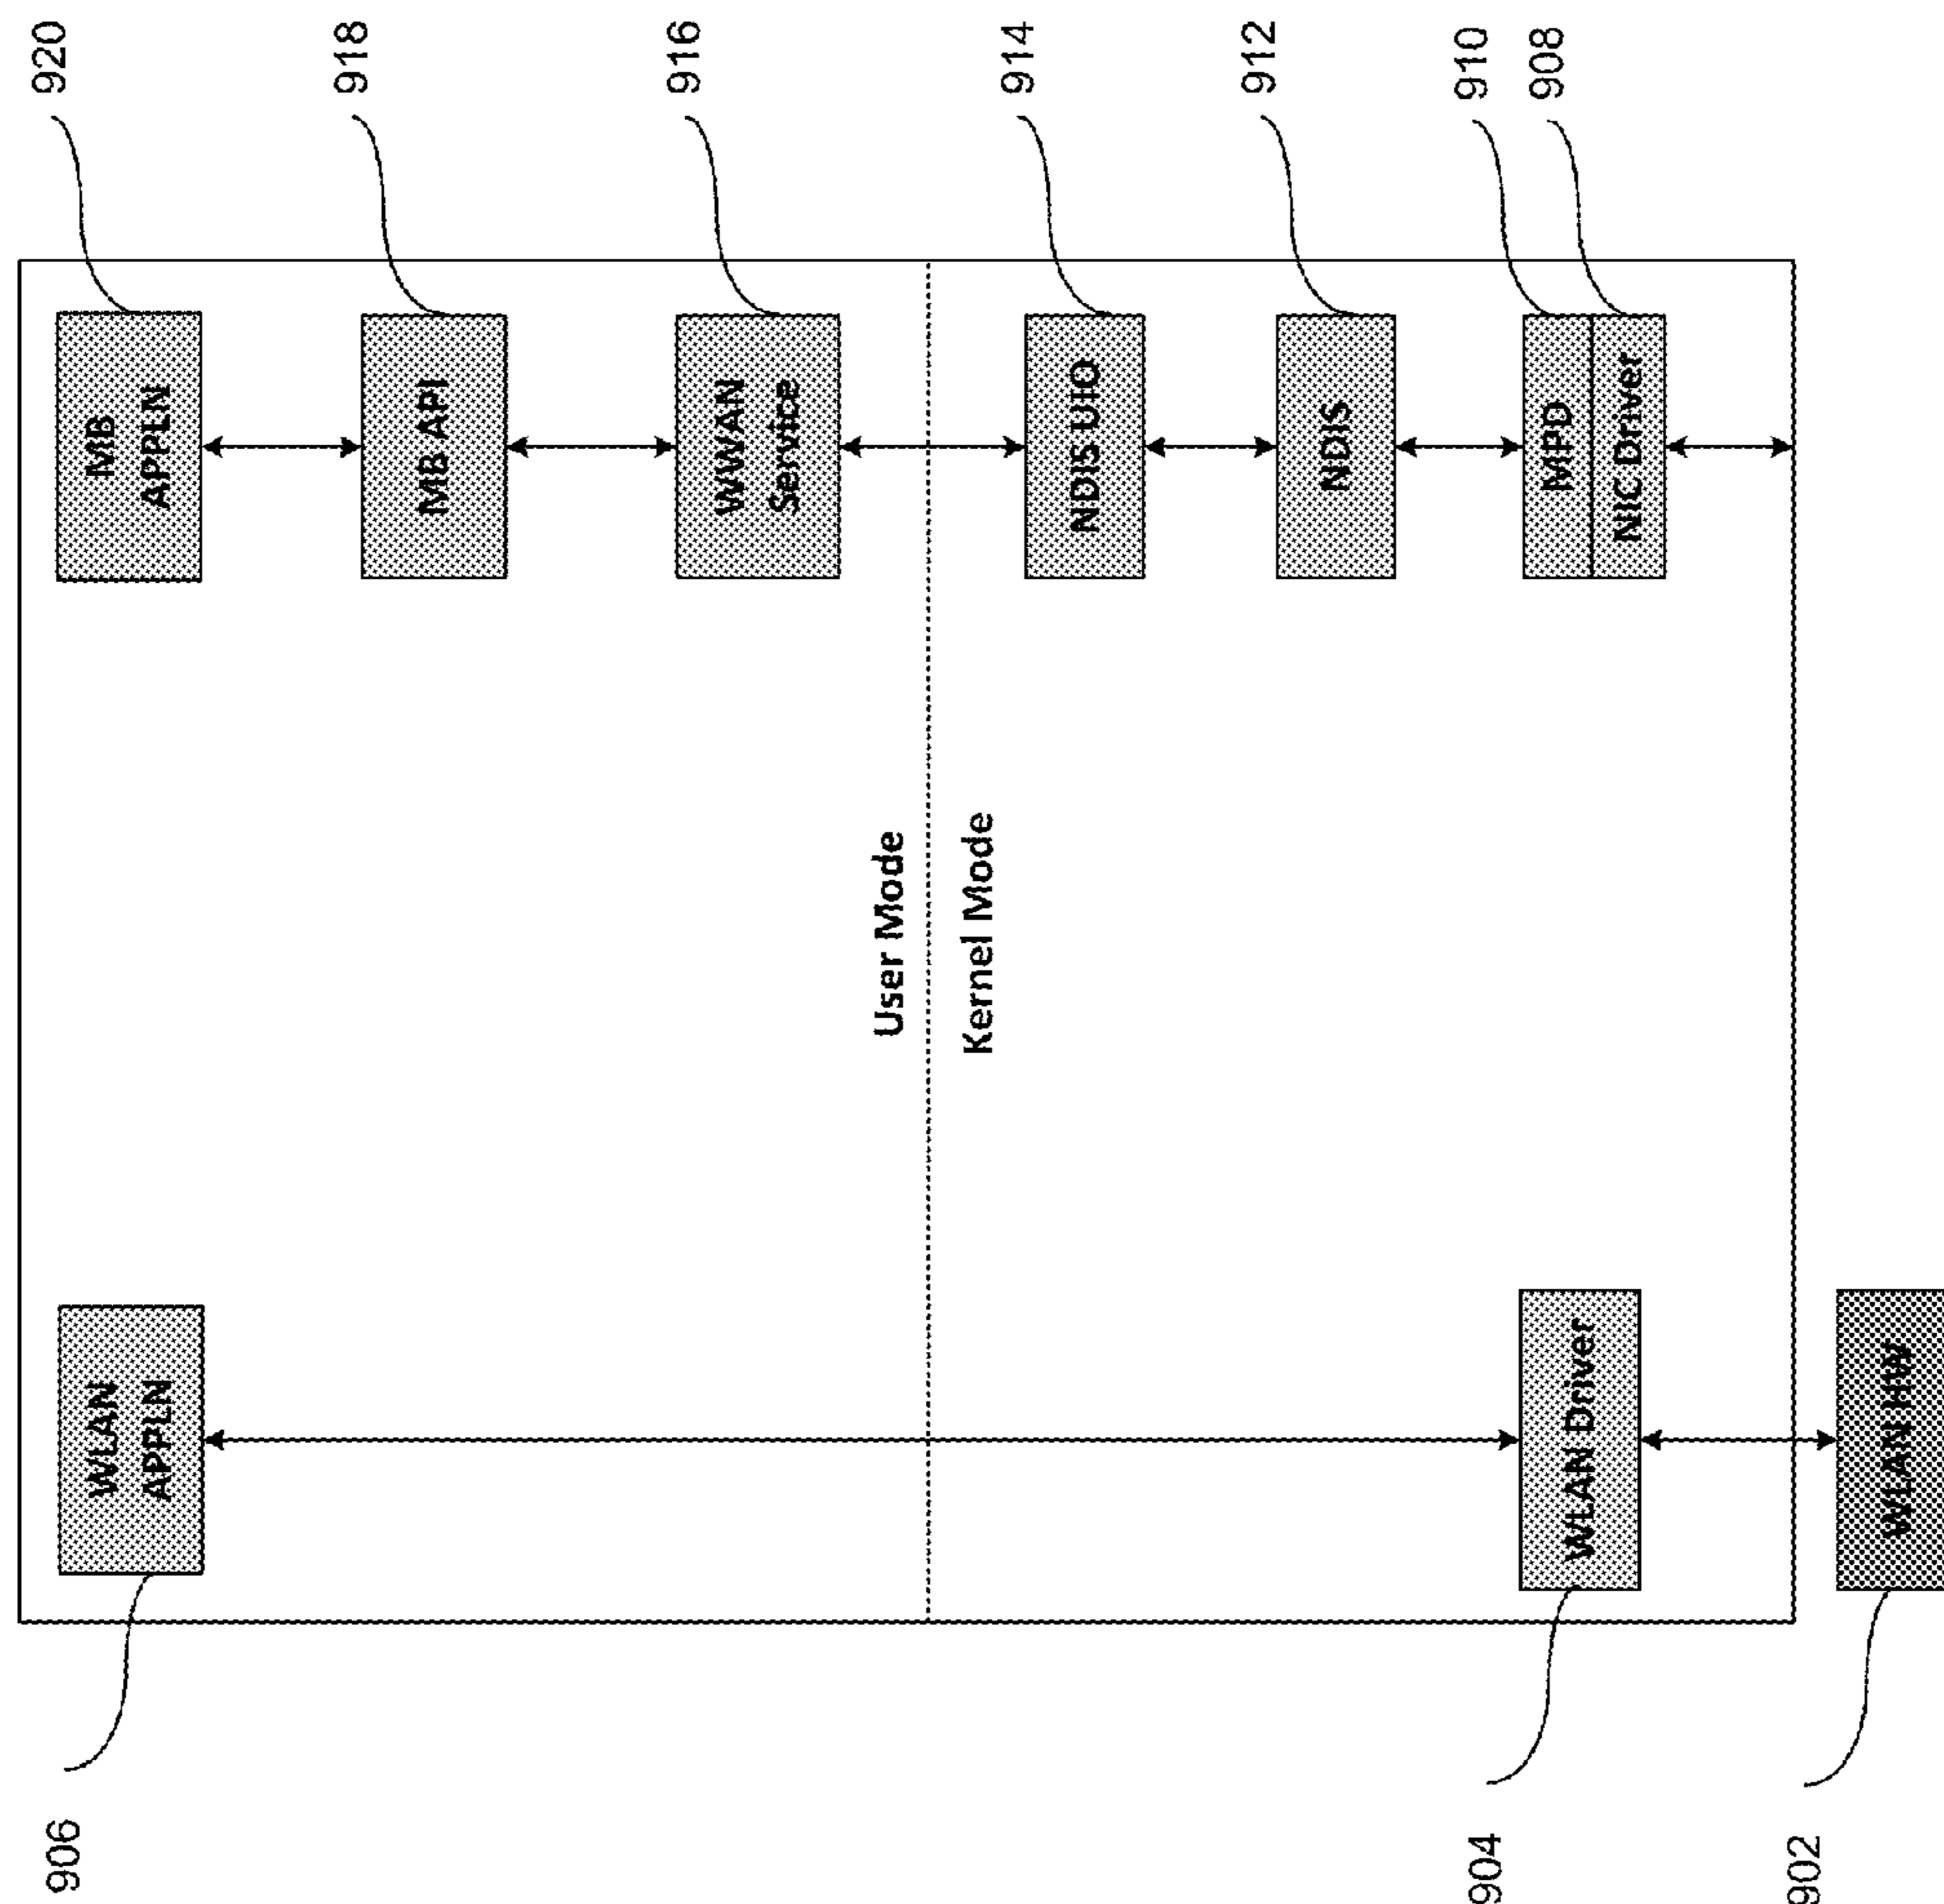 906
WLAN
APPLN
MB
APPLN
920
MB API
918
WWAN
Service
916
User Mode
Kernel Mode
NDIS UIO
914
NDIS
912
904
WLAN Driver
MPD
910
NIC Driver
908
902
WLAN HW